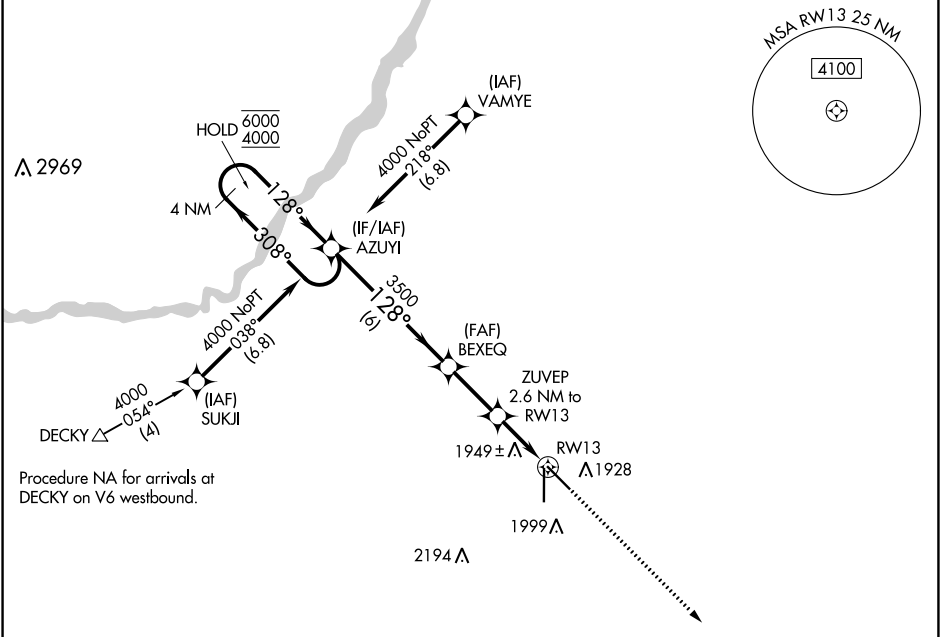 MSA RW13 25 NM
4100
(IAF)
VAMYE
4000 NoPT
218°
(6.8)
HOLD 6000
4000
2969
4 NM
128°
308°
(IF/IAF)
AZUYI
3500
128°
(6)
4000 NoPT
038°
(6.8)
(FAF)
BEXEQ
(IAF)
SUKJI
4000
054°
(4)
DECKY
ZUVEP
2.6 NM to
RW13
1949±
RW13
1928
Procedure NA for arrivals at
DECKY on V6 westbound.
1999
2194